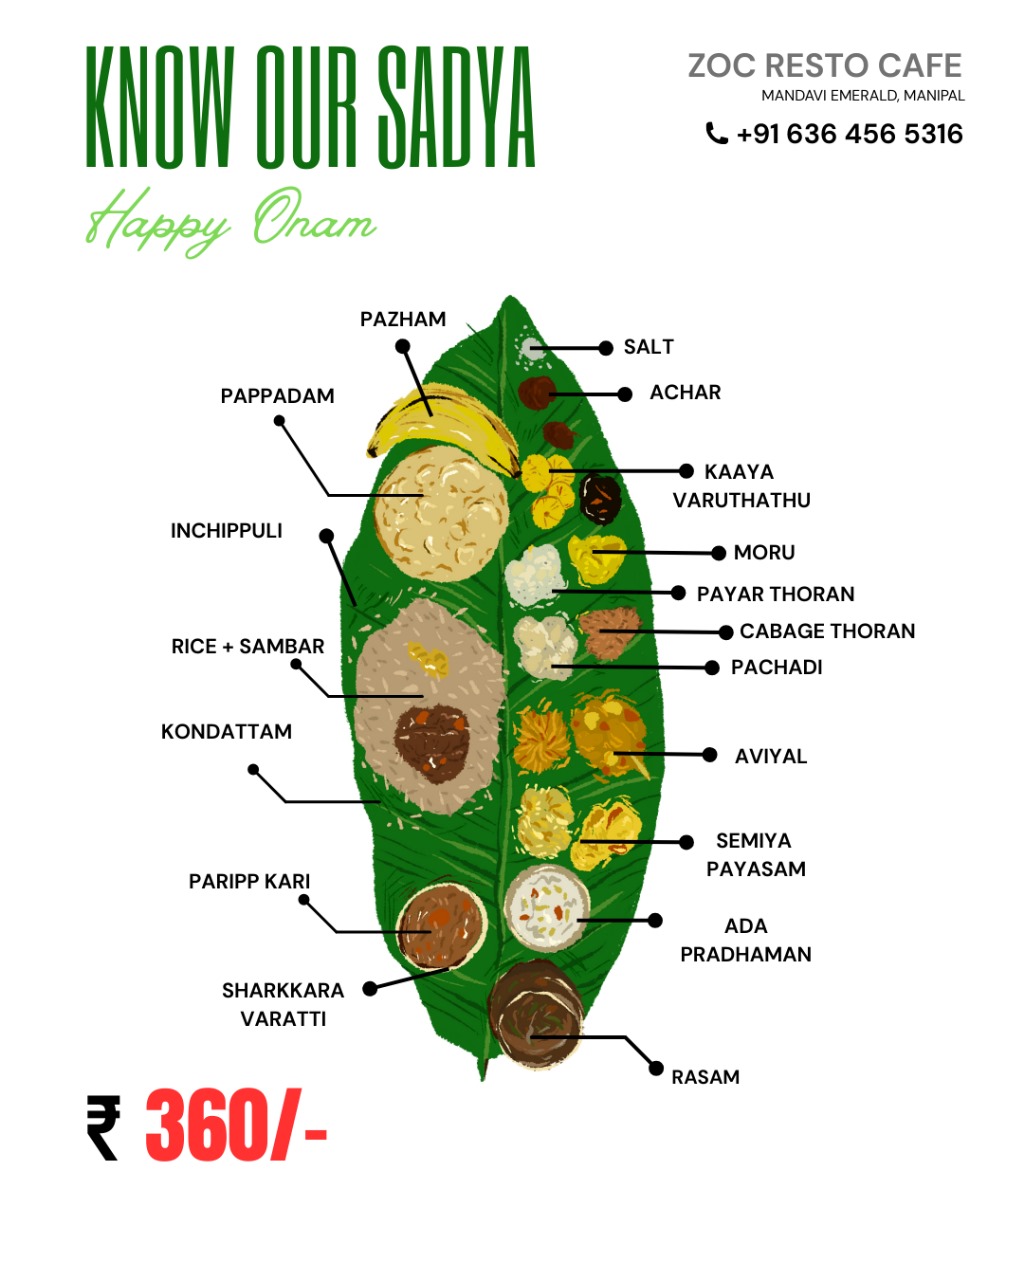 KNOW OUR SADYA
Happy Onam
ZOC RESTO CAFE
MANDAVI EMERALD, MANIPAL
+91 636 456 5316
PAZHAM
PAPPADAM
INCHIPPULI
RICE + SAMBAR
KONDATTAM
PARIPP KARI
SHARKKARA
VARATTI
SALT
ACHAR
KAAYA
VARUTHATHU
MORU
PAYAR THORAN
CABAGE THORAN
PACHADI
AVIYAL
SEMIYA
PAYASAM
ADA
PRADHAMAN
RASAM
₹ 360/-